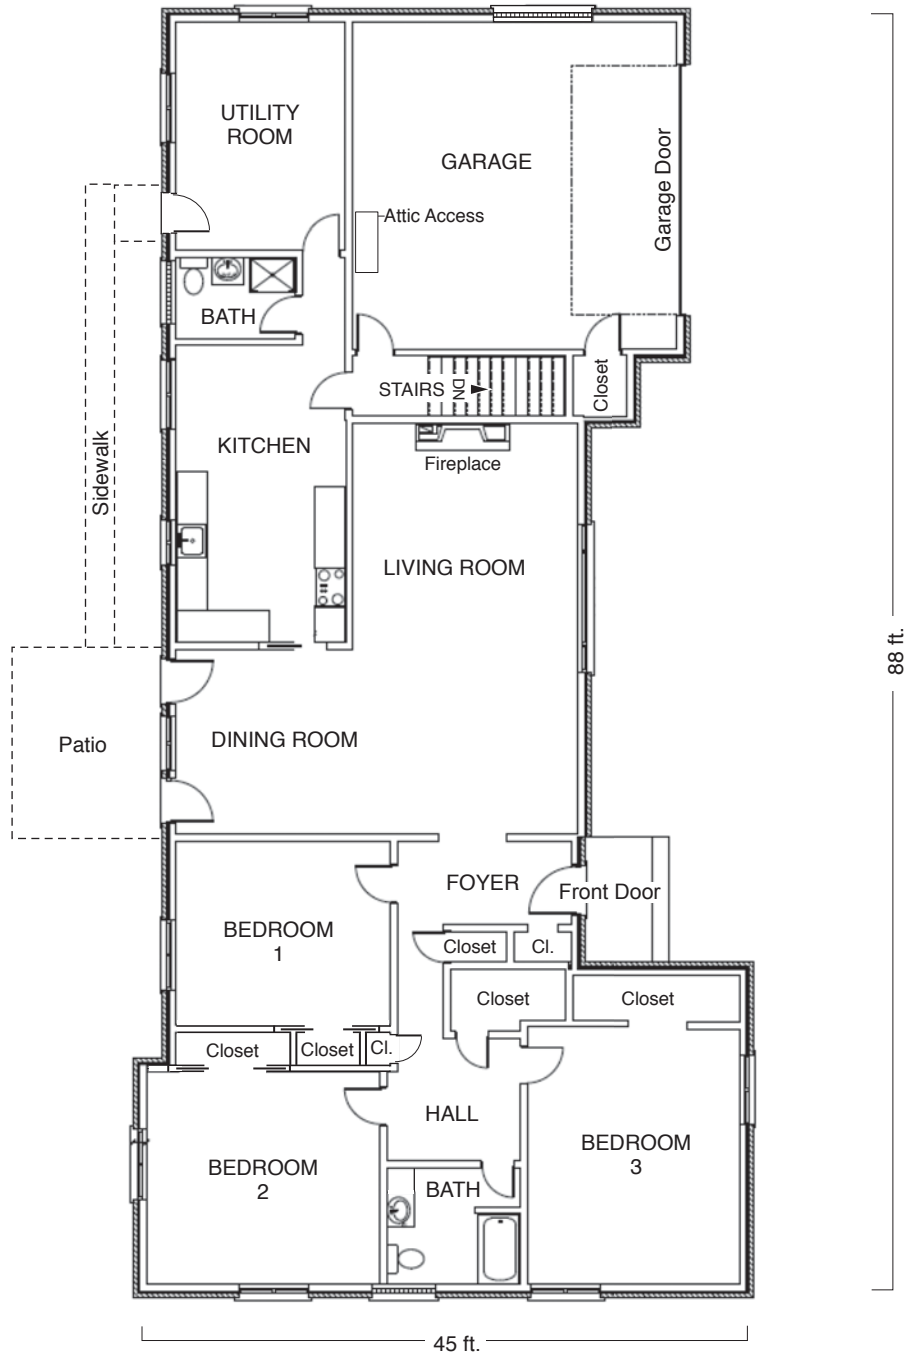 UTILITY
ROOM
GARAGE
Garage Door
Attic Access
BATH
STAIRS
DN
Closet
KITCHEN
Fireplace
Sidewalk
LIVING ROOM
88 ft.
Patio
DINING ROOM
FOYER
Front Door
BEDROOM
1
Closet
Cl.
Closet
Closet
Closet
Closet
Cl.
HALL
BEDROOM
2
BEDROOM
3
BATH
45 ft.